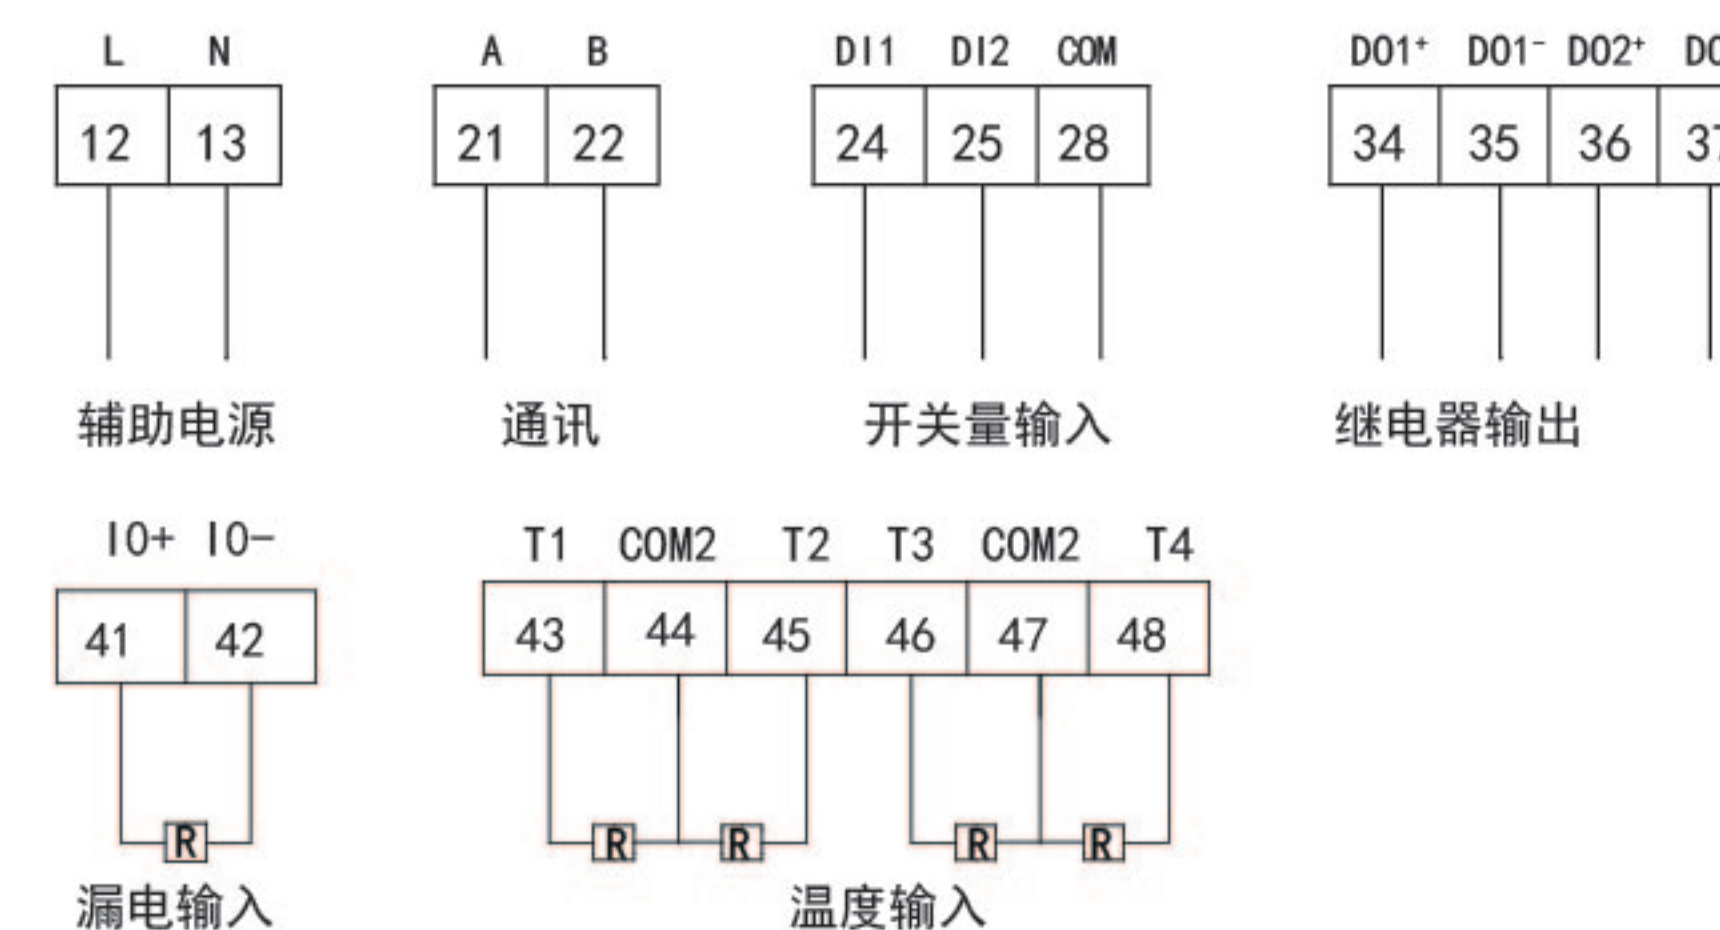 L N A B DI1 DI2 COM DO1+ DO1- DO2+
12 13 21 22 24 25 28 34 35 36
辅助电源 通讯 开关量输入 继电器输出
IO+ IO- T1 COM2 T2 T3 COM2 T4
41 42 43 44 45 46 47 48
R R R R R
漏电输入 温度输入